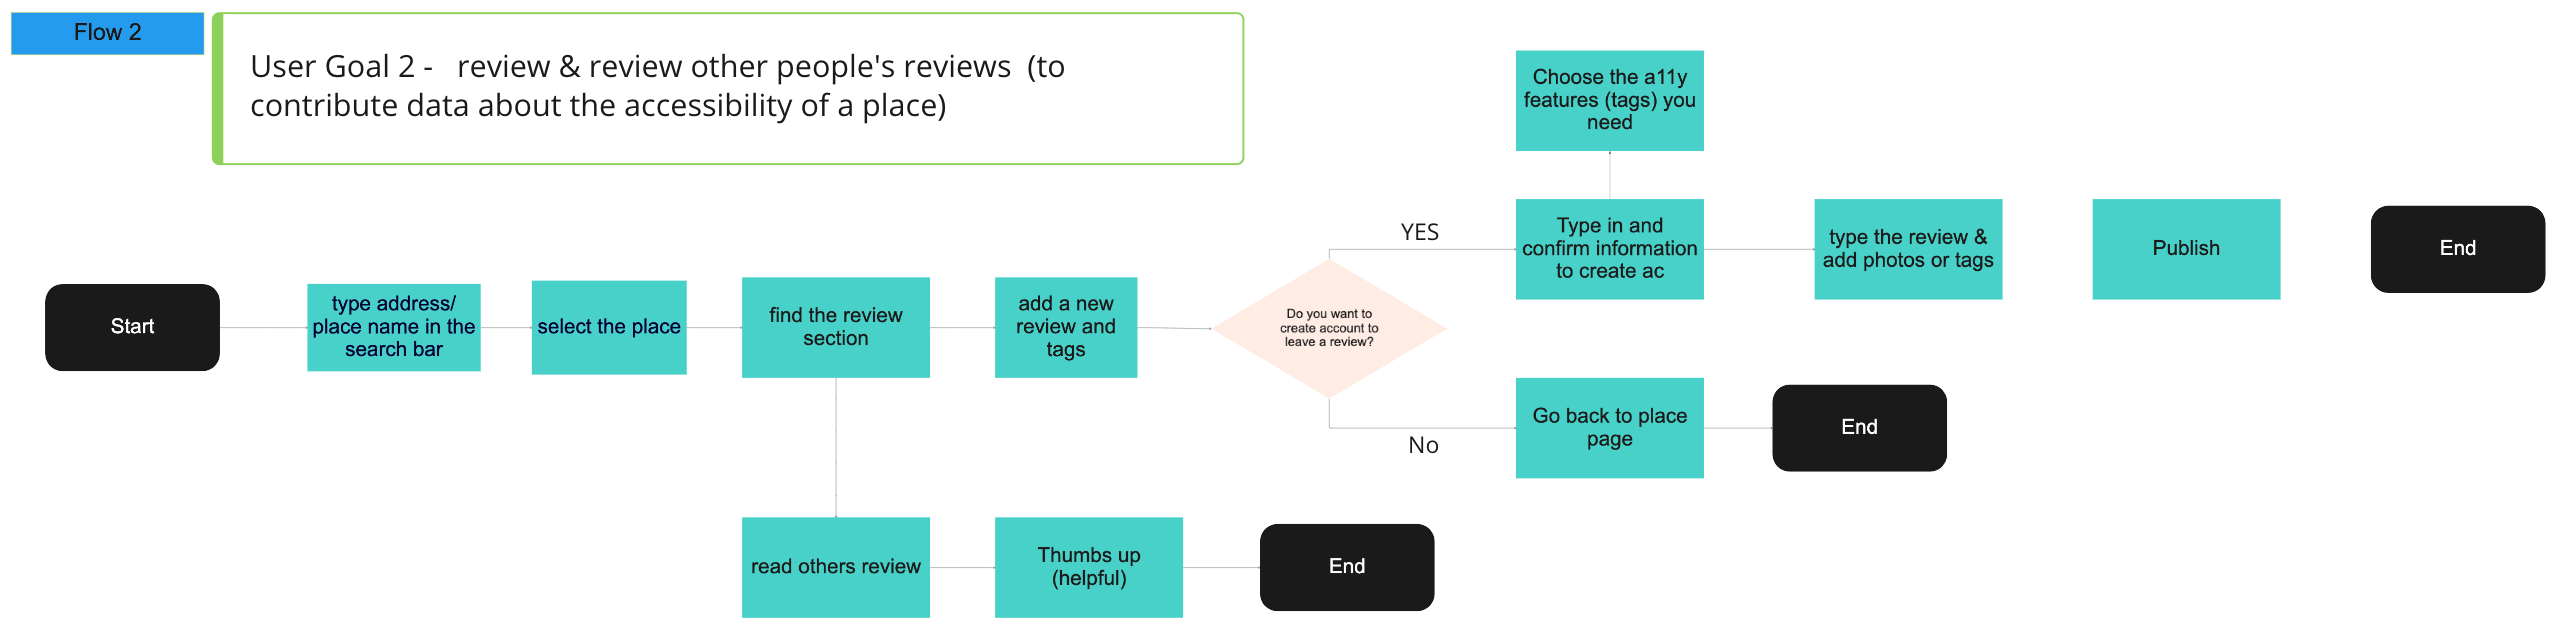 Flow 2
User Goal 2 -   review & review other people's reviews  (to
contribute data about the accessibility of a place)
Choose the a11y
features (tags) you
need
YES
Type in and
confirm information
to create ac
type the review &
add photos or tags
Publish
End
Start
type address/
place name in the
search bar
select the place
find the review
section
add a new
review and
tags
Do you want to
create account to
leave a review?
No
Go back to place
page
End
read others review
Thumbs up
(helpful)
End